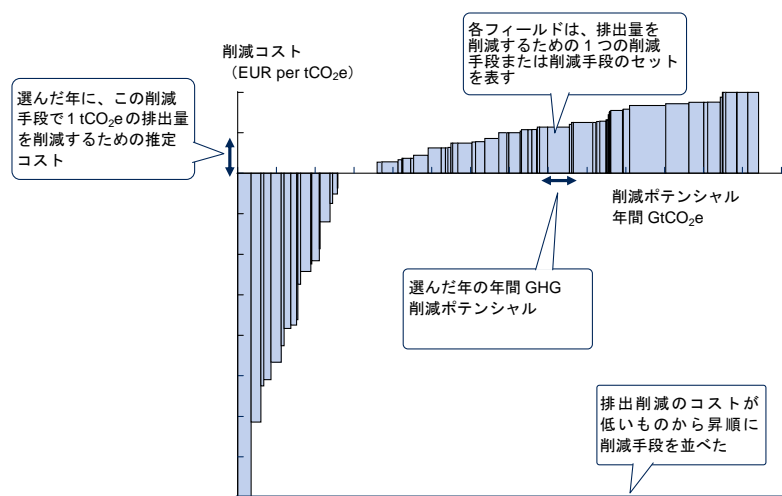 削減コスト
（EUR per tCO₂e）
選んだ年に、この削減
手段で1 tCO₂eの排出量
を削減するための推定
コスト
各フィールドは、排出量を
削減するための1つの削減
手段または削減手段のセット
を表す
削減ポテンシャル
年間 GtCO₂e
選んだ年の年間 GHG
削減ポテンシャル
排出削減のコストが
低いものから昇順に
削減手段を並べた